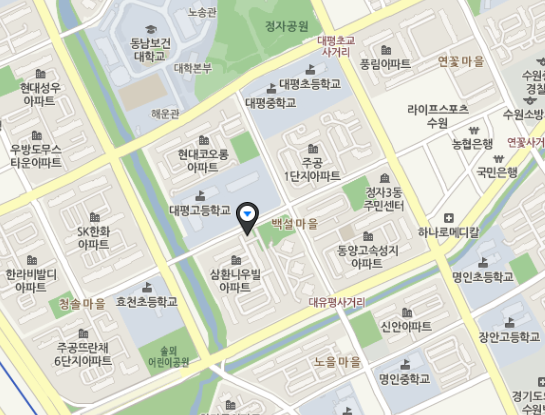 노송관
정자공원
동남보건
대학교
대평초교
사거리
풍림아파트
연꽃 마을
대학본부
대평초등학교
현대성우
아파트
대평중학교
수원
경찰
해운관
라이프스포츠
수원
수원소방
우방도무스
타운아파트
현대코오롱
아파트
주공
1단지아파트
농협은행
연꽃사거
국민은행
정자3동
주민센터
대평고등학교
SK한화
아파트
백설 마을
하나로메디칼
동양고속성지
아파트
한라비발디
아파트
삼환나우빌
아파트
명인초등학교
청솔 마을
효천초등학교
대유평사거리
신안아파트
장안고등학교
주공뜨란채
6단지아파트
솔외
어린이공원
노을 마을
명인중학교
경기도의
수원병